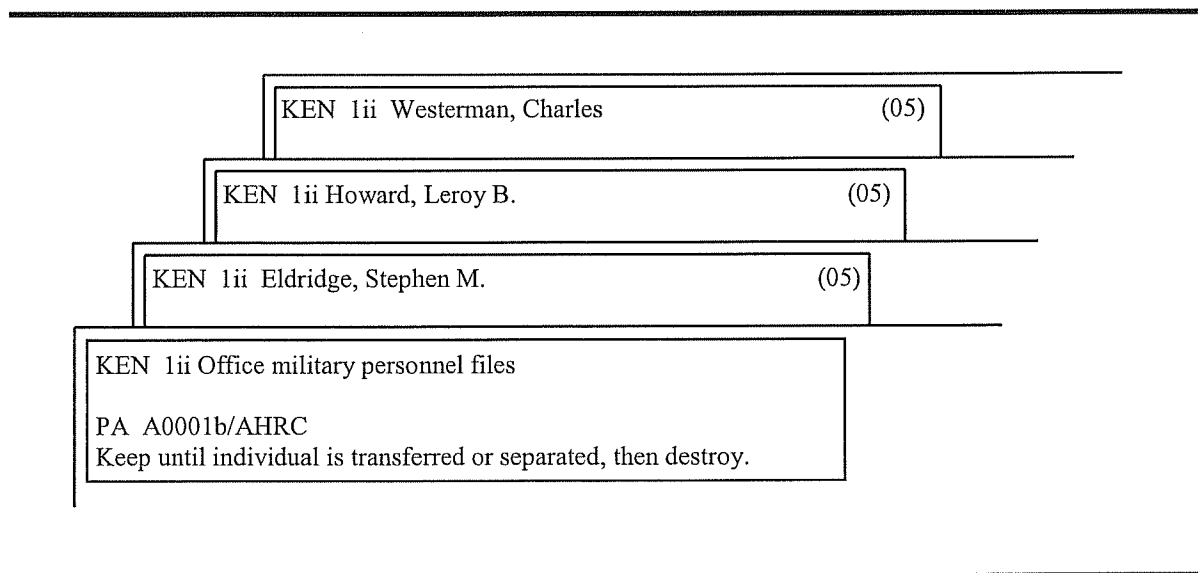 KEN 1ii Westerman, Charles (05)
KEN 1ii Howard, Leroy B. (05)
KEN 1ii Eldridge, Stephen M. (05)
KEN 1ii Office military personnel files
PA A0001b/AHRC
Keep until individual is transferred or separated, then destroy.